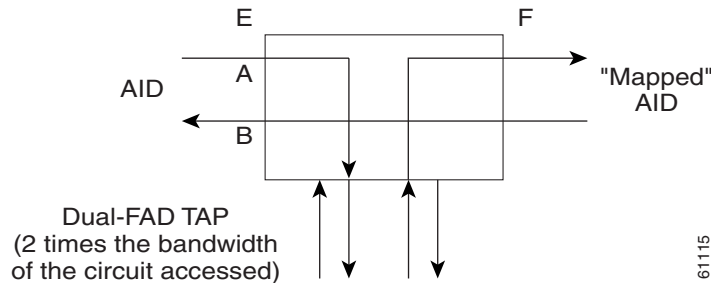 E
F
A
AID
"Mapped"
AID
B
Dual-FAD TAP
(2 times the bandwidth
of the circuit accessed)
61115